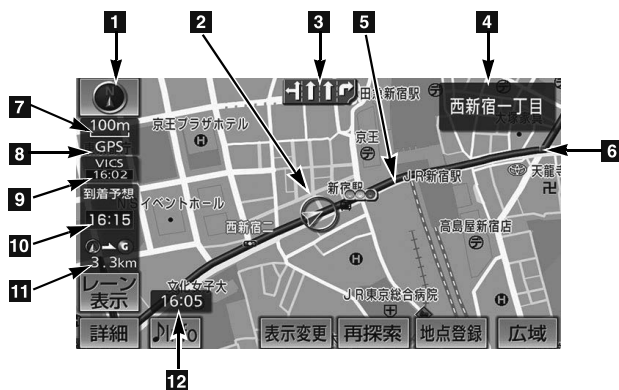 1
2
3
5
4
7
100m
8
GPS
VICS
16:02
9
到着予想
10
16:15
11
3.3km
レーン
表示
詳細
京王プラザホテル
イベントホール
西新宿二
文化女子大
16:05
12
新宿駅
京王
JR新宿駅
西新宿一丁目
6
天龍寺
高島屋新宿店
JR東京総合病院
表示変更
再探索
地点登録
広域